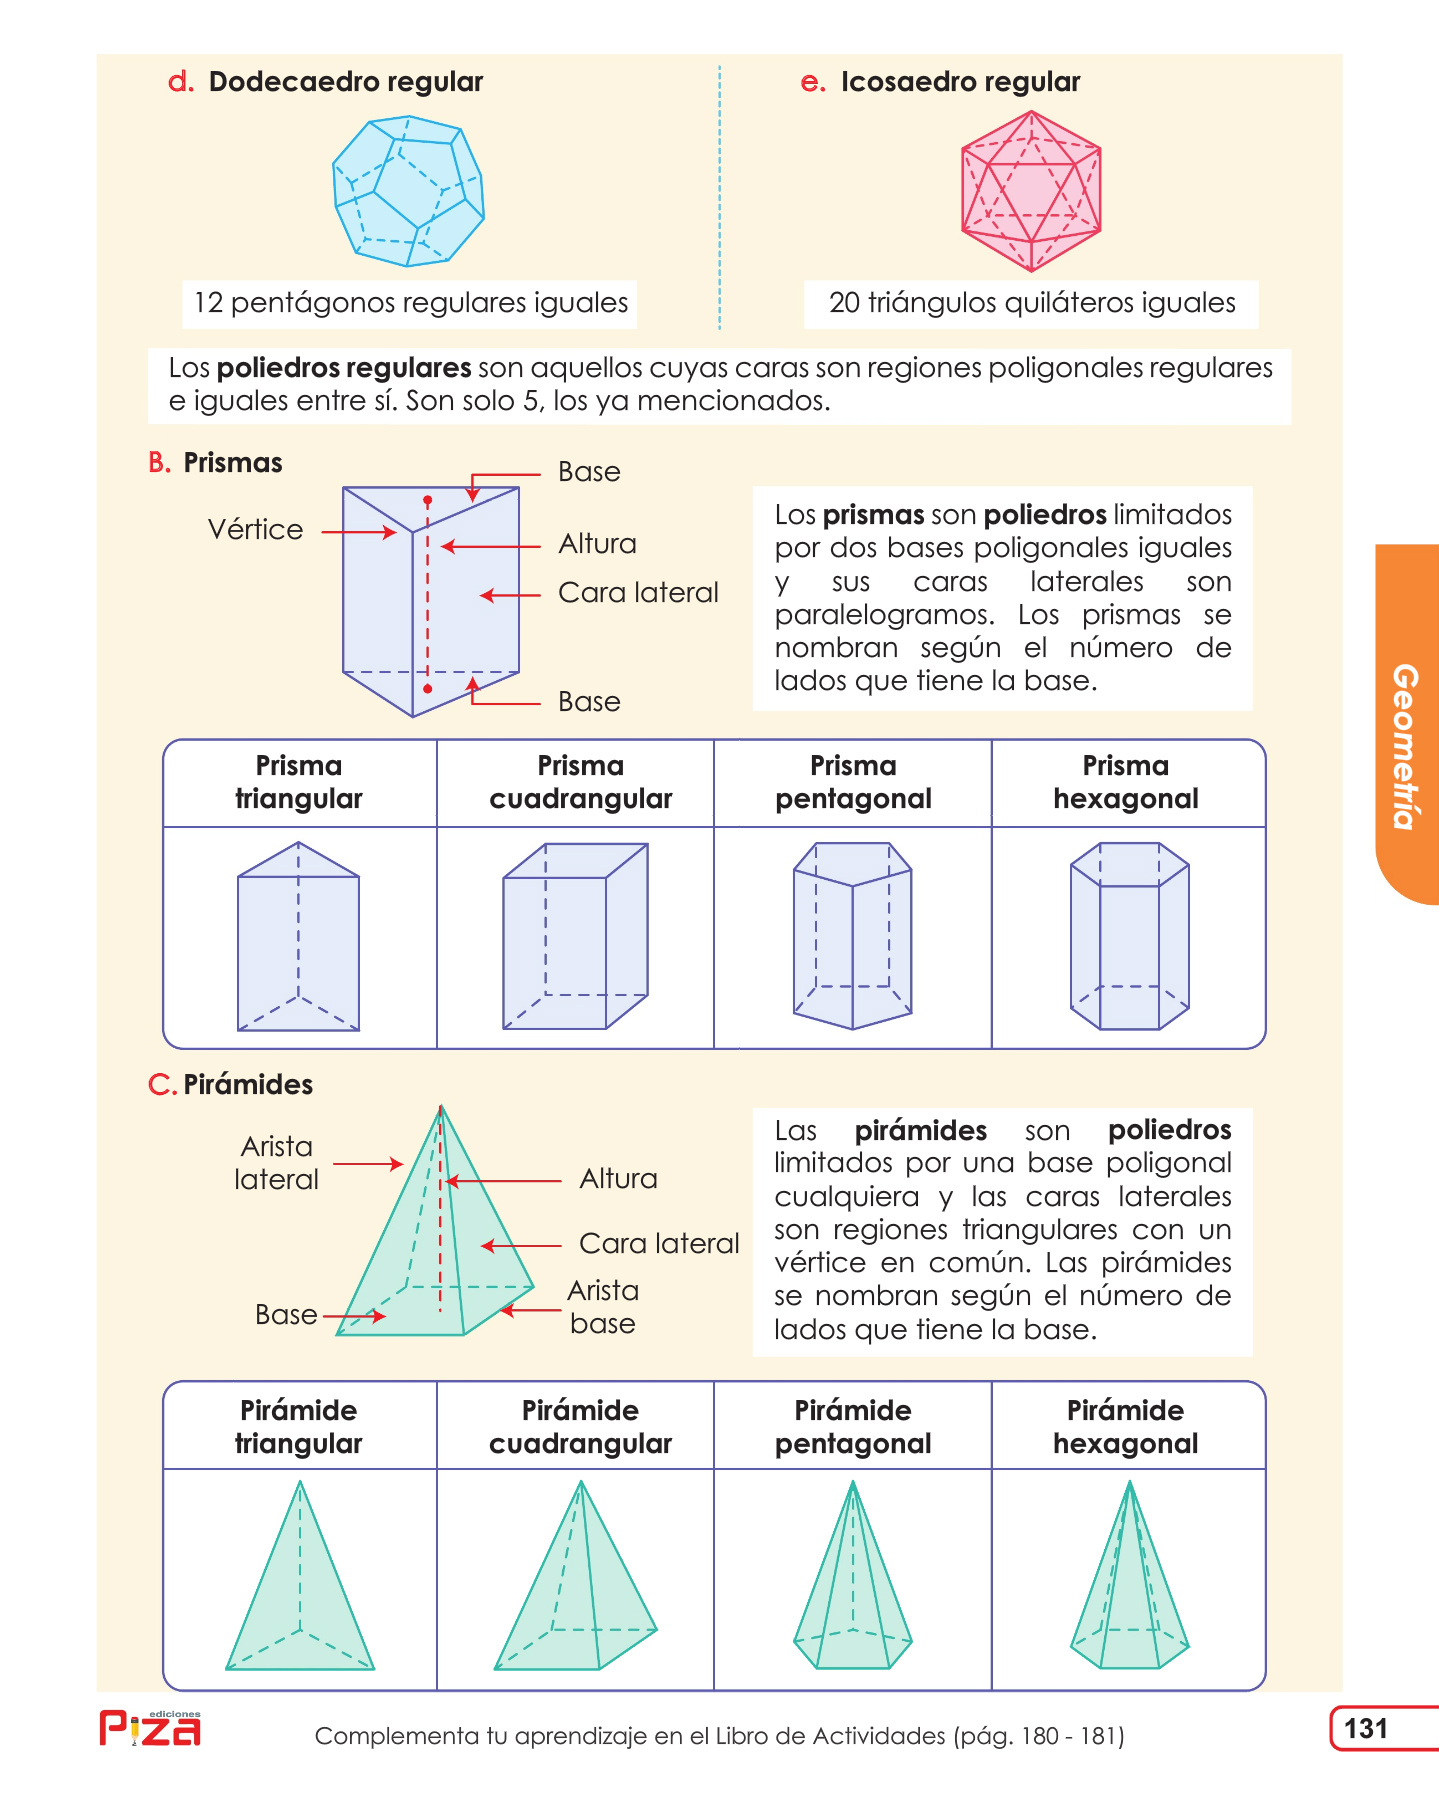 d. Dodecaedro regular
e. Icosaedro regular
12 pentágonos regulares iguales
20 triángulos quiláteros iguales
Los poliedros regulares son aquellos cuyas caras son regiones poligonales regulares
e iguales entre sí. Son solo 5, los ya mencionados.
B. Prismas
Base
Vértice
Altura
Cara lateral
Base
Los prismas son poliedros limitados
por dos bases poligonales iguales
y sus caras laterales son
paralelogramos. Los prismas se
nombran según el número de
lados que tiene la base.
Geometría
Prisma
triangular
Prisma
cuadrangular
Prisma
pentagonal
Prisma
hexagonal
C. Pirámides
Arista
lateral
Altura
Cara lateral
Arista
base
Base
Las pirámides son poliedros
limitados por una base poligonal
cualquiera y las caras laterales
son regiones triangulares con un
vértice en común. Las pirámides
se nombran según el número de
lados que tiene la base.
Pirámide
triangular
Pirámide
cuadrangular
Pirámide
pentagonal
Pirámide
hexagonal
ediciones
Piza
Complementa tu aprendizaje en el Libro de Actividades (pág. 180 - 181)
131